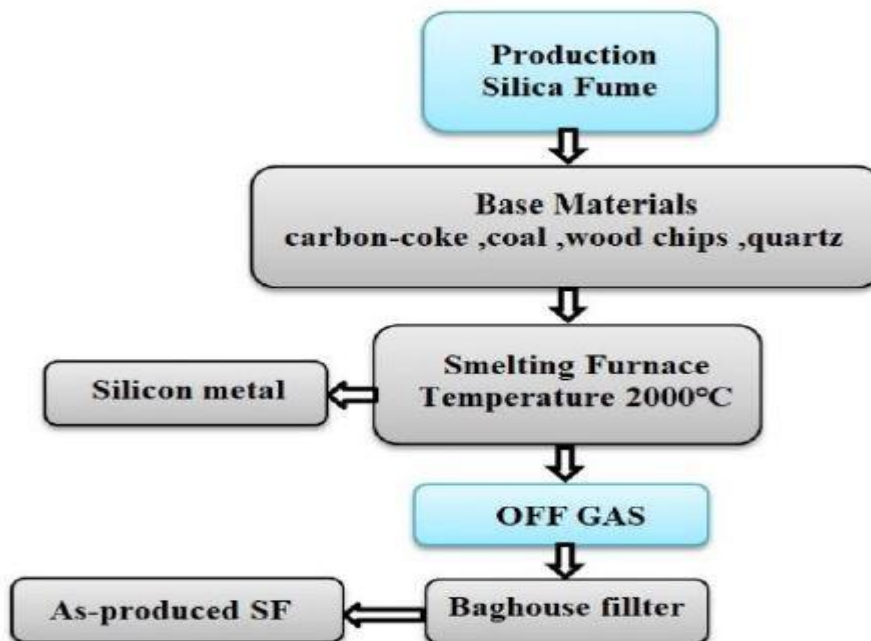 Production
Silica Fume
Base Materials
carbon-coke ,coal ,wood chips ,quartz
Smelting Furnace
Temperature 2000°C
Silicon metal
OFF GAS
Baghouse fillter
As-produced SF